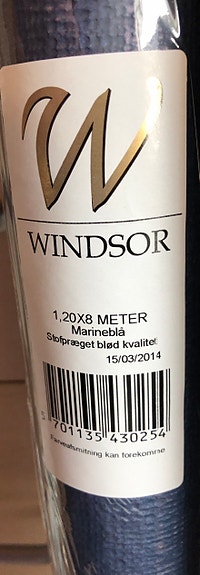 W
WINDSOR
1,20X8 METER
Marineblå
Stofpræget blød kvalitet
15/03/2014
5 701135 430254
Farveafsmitning kan forekomme